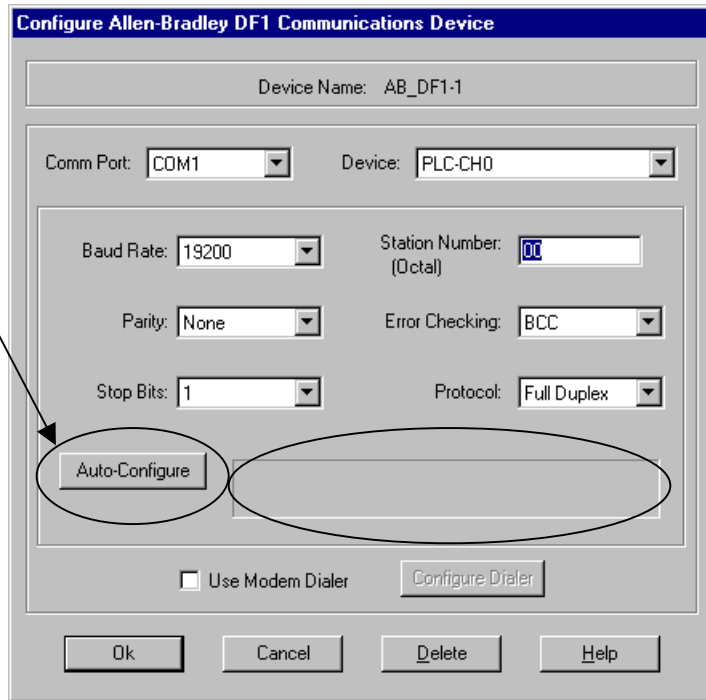 Configure Allen-Bradley DF1 Communications Device
Device Name: AB_DF1-1
Comm Port: COM1 Device: PLC-CH0
Baud Rate: 19200 Station Number: 00
(Octal)
Parity: None Error Checking: BCC
Stop Bits: 1 Protocol: Full Duplex
Auto-Configure
Use Modem Dialer Configure Dialer
Ok Cancel Delete Help